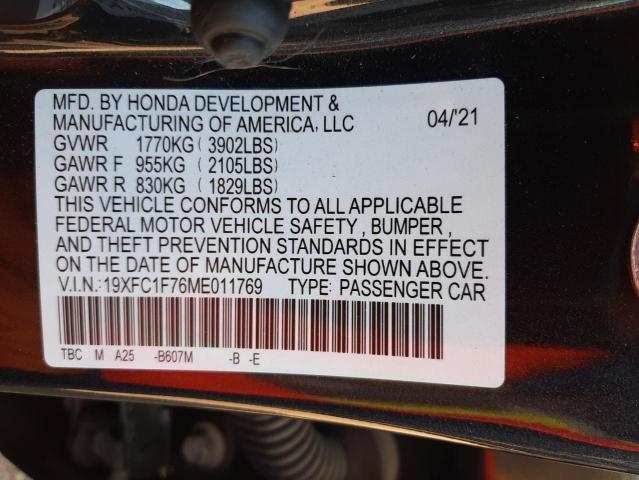 MFD. BY HONDA DEVELOPMENT &
MANUFACTURING OF AMERICA, LLC 04/'21
GVWR 1770KG (3902LBS)
GAWR F 955KG (2105LBS)
GAWR R 830KG (1829LBS)
THIS VEHICLE CONFORMS TO ALL APPLICABLE
FEDERAL MOTOR VEHICLE SAFETY, BUMPER,
AND THEFT PREVENTION STANDARDS IN EFFECT
ON THE DATE OF MANUFACTURE SHOWN ABOVE.
V.I.N.:19XFC1F76ME011769 TYPE: PASSENGER CAR
TBC M A25 -B607M -B -E